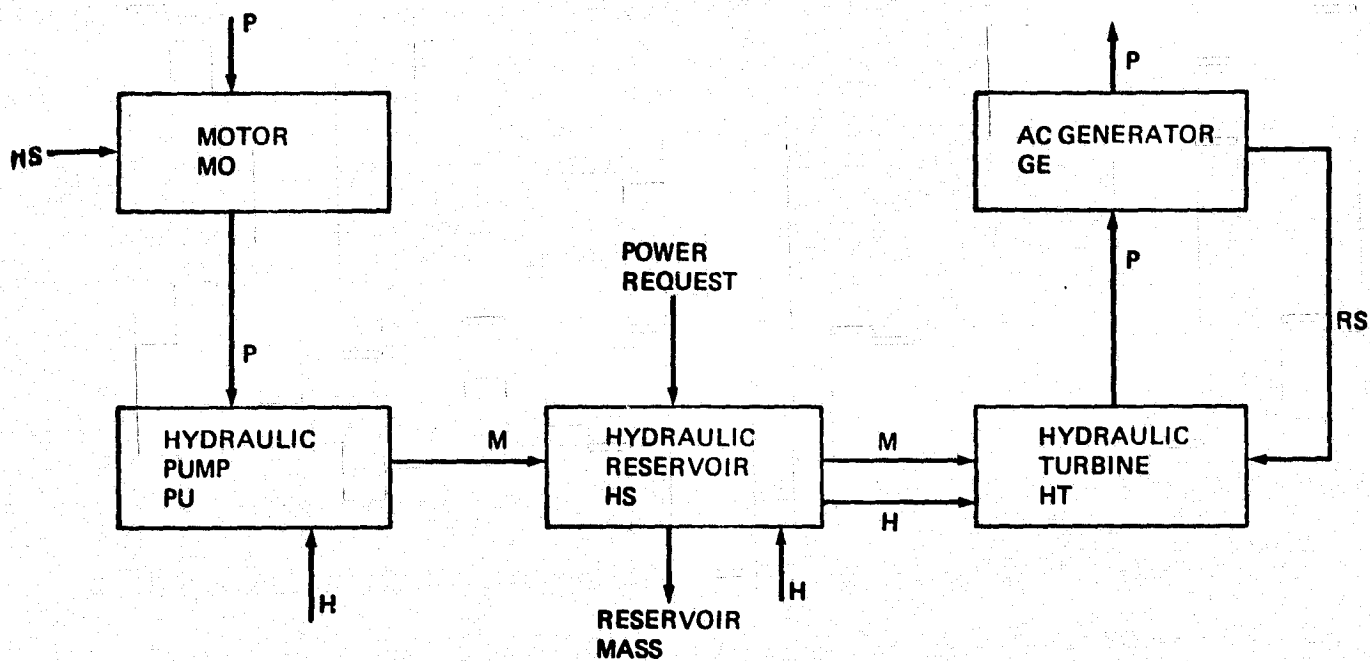 P
P
MOTOR
MO
AC GENERATOR
GE
HS
POWER
REQUEST
P
RS
P
HYDRAULIC
PUMP
PU
M
HYDRAULIC
RESERVOIR
HS
M
H
HYDRAULIC
TURBINE
HT
H
H
RESERVOIR
MASS